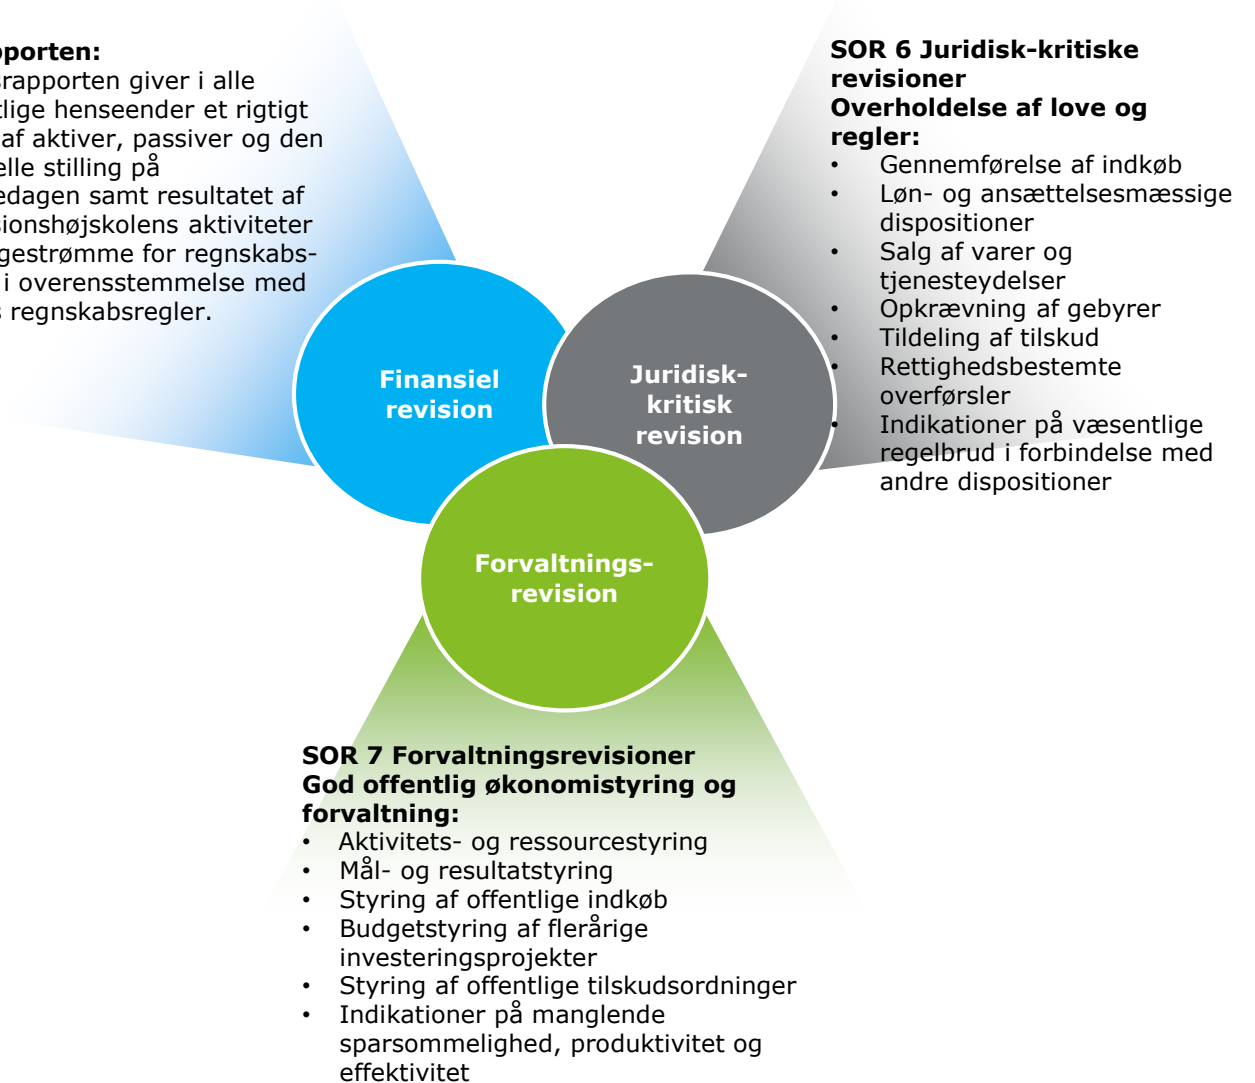 pporten:
srapporten giver i alle
tlige henseender et rigtigt
af aktiver, passiver og den
elle stilling på
edagen samt resultatet af
sionshøjskolens aktiviteter
gestrømme for regnskabs-
i overensstemmelse med
s regnskabsregler.
SOR 6 Juridisk-kritiske
revisioner
Overholdelse af love og
regler:
• Gennemførelse af indkøb
• Løn- og ansættelsesmæssige
dispositioner
• Salg af varer og
tjenesteydelser
• Opkrævning af gebyrer
• Tildeling af tilskud
• Rettighedsbestemte
overførsler
• Indikationer på væsentlige
regelbrud i forbindelse med
andre dispositioner
Finansiel
revision
Juridisk-
kritisk
revision
Forvaltnings-
revision
SOR 7 Forvaltningsrevisioner
God offentlig økonomistyring og
forvaltning:
• Aktivitets- og ressourcestyring
• Mål- og resultatstyring
• Styring af offentlige indkøb
• Budgetstyring af flerårige
investeringsprojekter
• Styring af offentlige tilskudsordninger
• Indikationer på manglende
sparsommelighed, produktivitet og
effektivitet